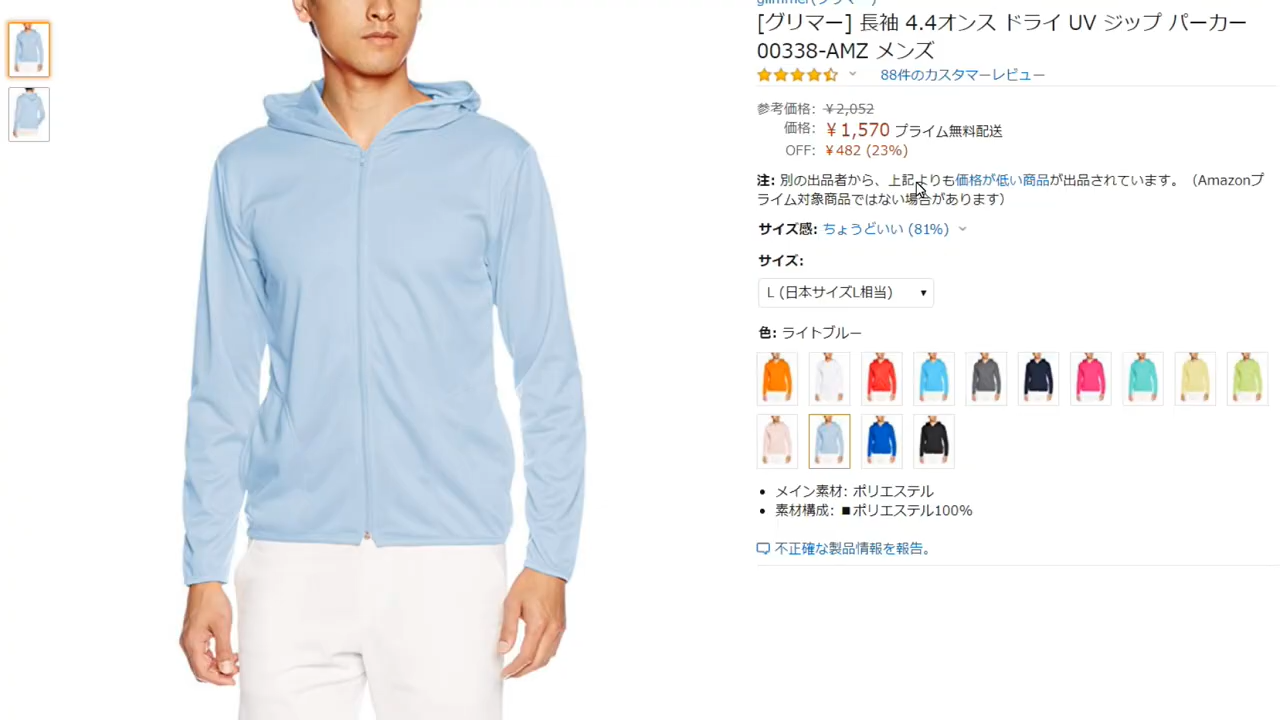 [グリマー] 長袖 4.4オンス ドライ UV ジップ パーカー
00338-AMZ メンズ
88件のカスタマーレビュー
参考価格: ￥2,052
価格: ￥1,570 プライム無料配送
OFF: ￥482 (23%)
注: 別の出品者から、上記よりも価格が低い商品が出品されています。（Amazonプ
ライム対象商品ではない場合があります）
サイズ感: ちょうどいい (81%)
サイズ:
L (日本サイズL相当)
色: ライトブルー
メイン素材: ポリエステル
素材構成: ■ポリエステル100%
不正確な製品情報を報告。